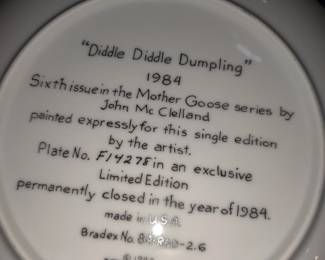 "Diddle Diddle Dumpling"
1984
Sixth issue in the Mother Goose series by
John McClelland
painted expressly for this single edition
by the artist.
Plate No. F14278 in an exclusive
Limited Edition
permanently closed in the year of 1984.
made in U.S.A.
Bradex No.